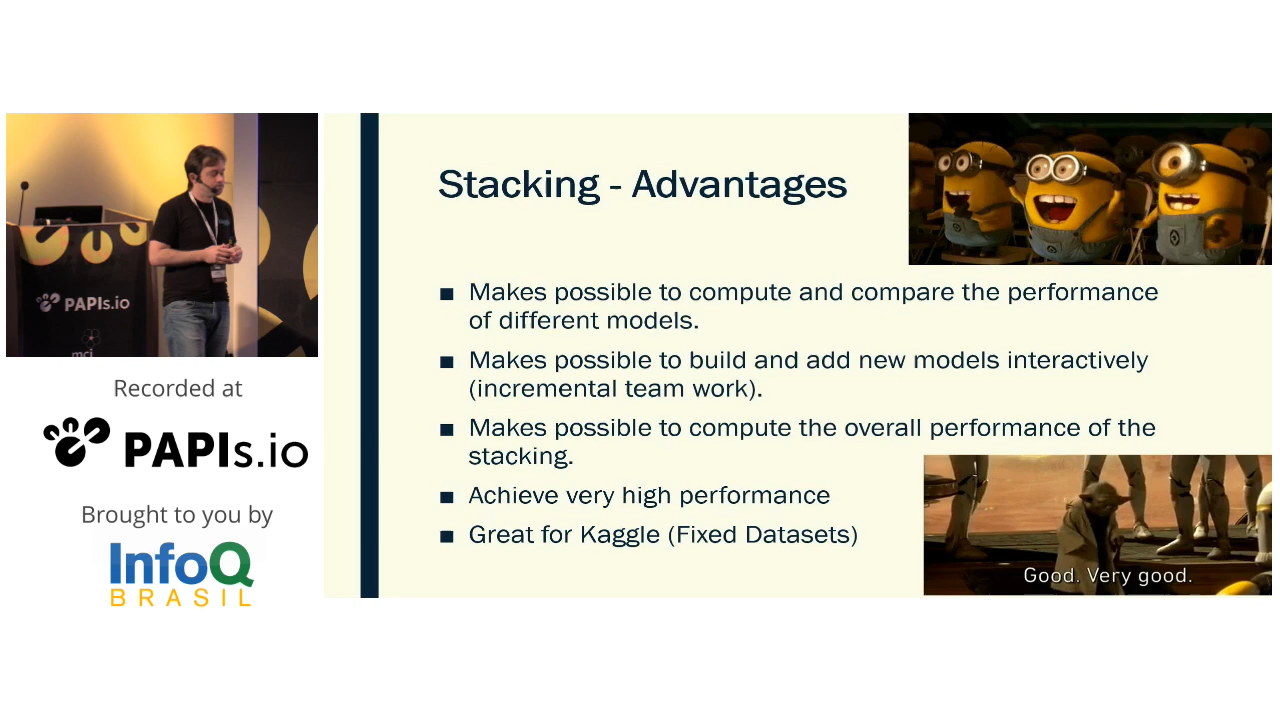 PAPIs.io
mci
Recorded at
PAPIs.io
Brought to you by
InfoQ
BRASIL
Stacking - Advantages
■ Makes possible to compute and compare the performance
of different models.
■ Makes possible to build and add new models interactively
(incremental team work).
■ Makes possible to compute the overall performance of the
stacking.
■ Achieve very high performance
■ Great for Kaggle (Fixed Datasets)
Good. Very good.